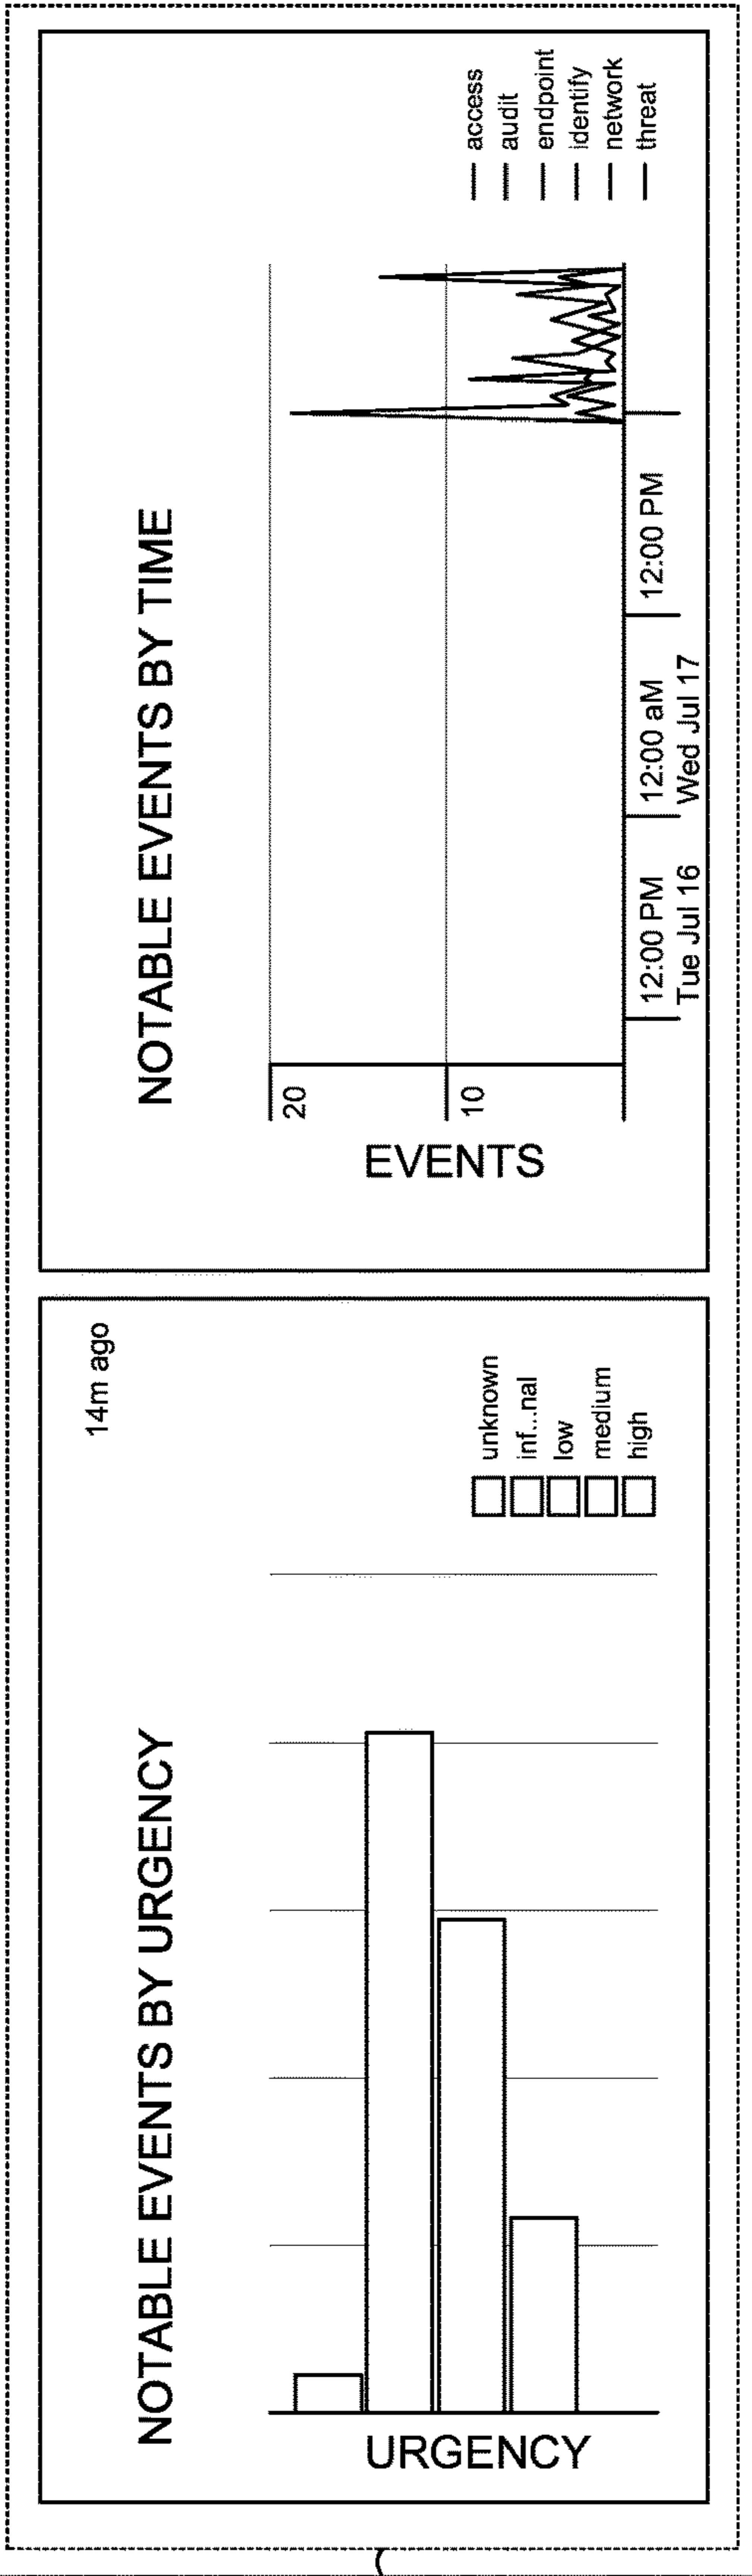 NOTABLE EVENTS BY URGENCY
14m ago
URGENCY
unknown
inf...nal
low
medium
high
NOTABLE EVENTS BY TIME
EVENTS
20
10
12:00 PM
Tue Jul 16
12:00 aM
Wed Jul 17
12:00 PM
access
audit
endpoint
identify
network
threat